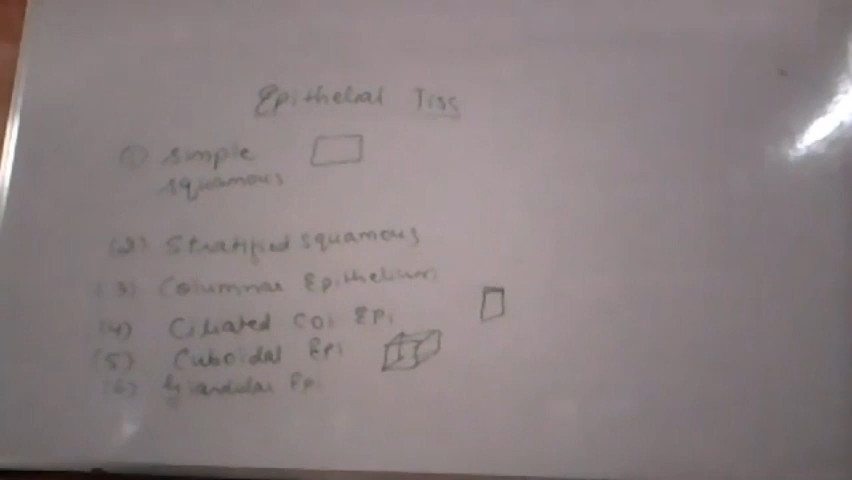 Epithelial Tiss
(1) Simple
squamous
(2) Stratified squamous
(3) Columnar Epithelium
(4) Ciliated Col Epi
(5) Cuboidal Epi
(6) Glandular Epi